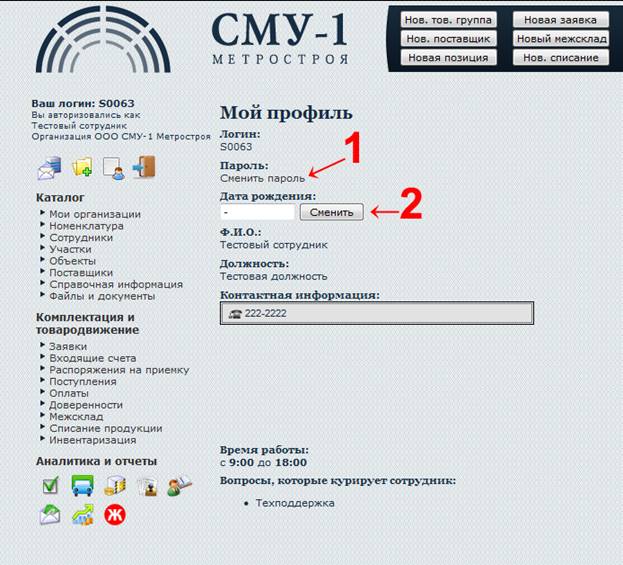 СМУ-1
МЕТРОСТРОЯ
Нов. тов. группа
Новая заявка
Нов. поставщик
Новый межсклад
Новая позиция
Нов. списание
Ваш логин: S0063
Вы авторизовались как
Тестовый сотрудник
Организация ООО СМУ-1 Метростроя
Каталог
Мои организации
Номенклатура
Сотрудники
Участки
Объекты
Поставщики
Справочная информация
Файлы и документы
Комплектация и
товародвижение
Заявки
Входящие счета
Распоряжения на приемку
Поступления
Оплаты
Доверенности
Межсклад
Списание продукции
Инвентаризация
Аналитика и отчеты
Ж
Мой профиль
Логин:
S0063
Пароль:
Сменить пароль
1
Дата рождения:
-
Сменить
2
Ф.И.О.:
Тестовый сотрудник
Должность:
Тестовая должность
Контактная информация:
222-2222
Время работы:
с 9:00 до 18:00
Вопросы, которые курирует сотрудник:
Техподдержка